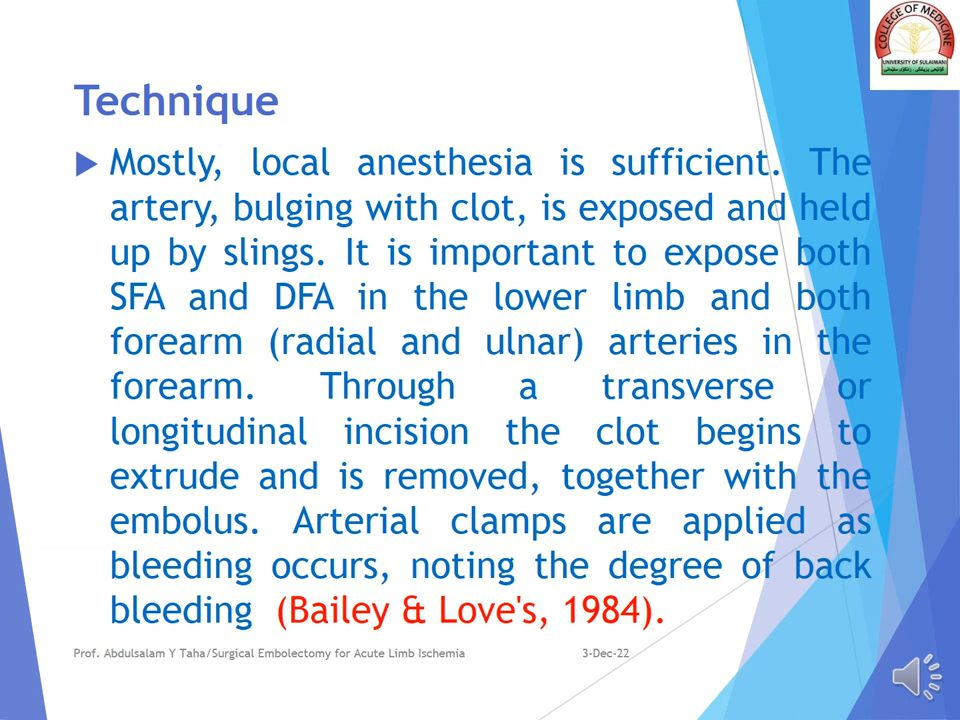 COLLEGE OF MEDICINE
UNIVERSITY OF SULAIMANI
Technique
Mostly, local anesthesia is sufficient. The
artery, bulging with clot, is exposed and held
up by slings. It is important to expose both
SFA and DFA in the lower limb and both
forearm (radial and ulnar) arteries in the
forearm. Through a transverse or
longitudinal incision the clot begins to
extrude and is removed, together with the
embolus. Arterial clamps are applied as
bleeding occurs, noting the degree of back
bleeding (Bailey & Love's, 1984).
Prof. Abdulsalam Y Taha/Surgical Embolectomy for Acute Limb Ischemia 3-Dec-22